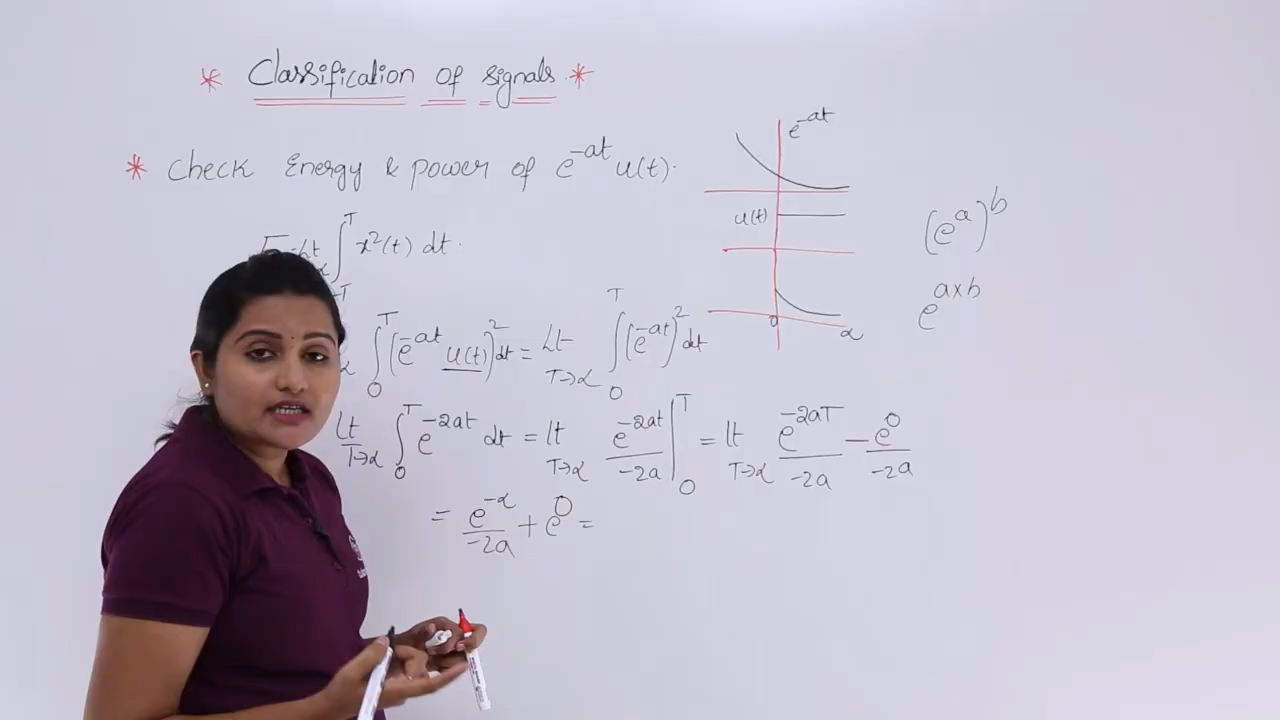 * Classification of signals. *
* Check Energy & power of e^{-at} u(t).
Lt ∫_{-T}^{T} x²(t) dt.
∫_0^T (e^{-at} u(t))² dt = Lt_{T→∝} ∫_0^T (e^{-at})² dt
Lt_{T→∝} ∫_0^T e^{-2at} dt = lt_{T→∝} e^{-2at}/-2a |_0^T = lt_{T→∝} e^{-2aT}/-2a - e^0/-2a
= e^{-∝}/-2a + e^0 =
e^{-at}
u(t)
0 ∝
(e^a)^b
e^{a×b}